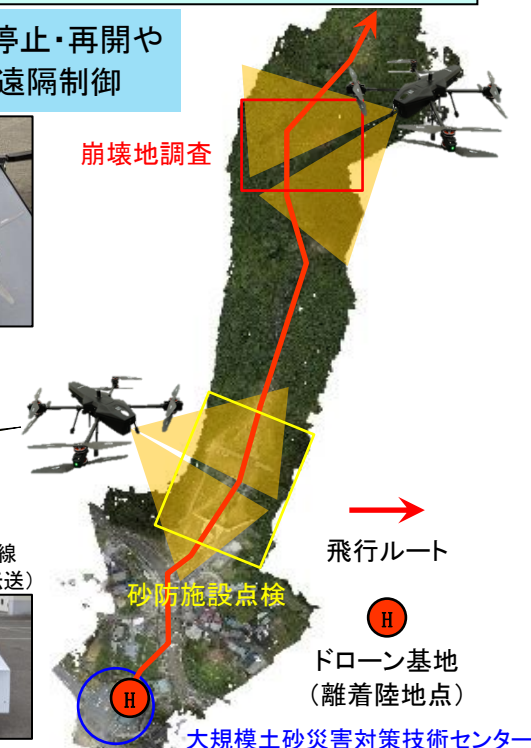 停止・再開や
遠隔制御
崩壊地調査
線
送）
飛行ルート
砂防施設点検
H
H
ドローン基地
（離着陸地点）
大規模土砂災害対策技術センター